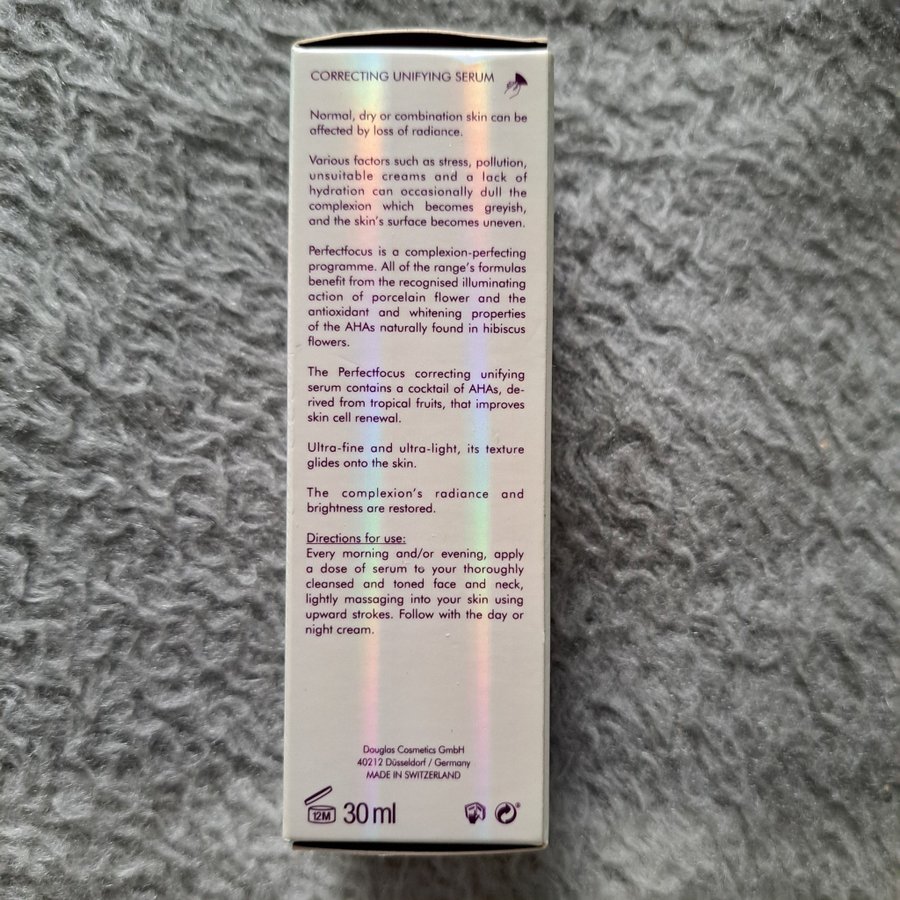 CORRECTING UNIFYING SERUM
Normal, dry or combination skin can be
affected by loss of radiance.
Various factors such as stress, pollution,
unsuitable creams and a lack of
hydration can occasionally dull the
complexion which becomes greyish,
and the skin's surface becomes uneven.
Perfectfocus is a complexion-perfecting
programme. All of the range's formulas
benefit from the recognised illuminating
action of porcelain flower and the
antioxidant and whitening properties
of the AHAs naturally found in hibiscus
flowers.
The Perfectfocus correcting unifying
serum contains a cocktail of AHAs, de-
rived from tropical fruits, that improves
skin cell renewal.
Ultra-fine and ultra-light, its texture
glides onto the skin.
The complexion's radiance and
brightness are restored.
Directions for use:
Every morning and/or evening, apply
a dose of serum to your thoroughly
cleansed and toned face and neck,
lightly massaging into your skin using
upward strokes. Follow with the day or
night cream.
Douglas Cosmetics GmbH
40212 Düsseldorf / Germany
MADE IN SWITZERLAND
12M 30 ml